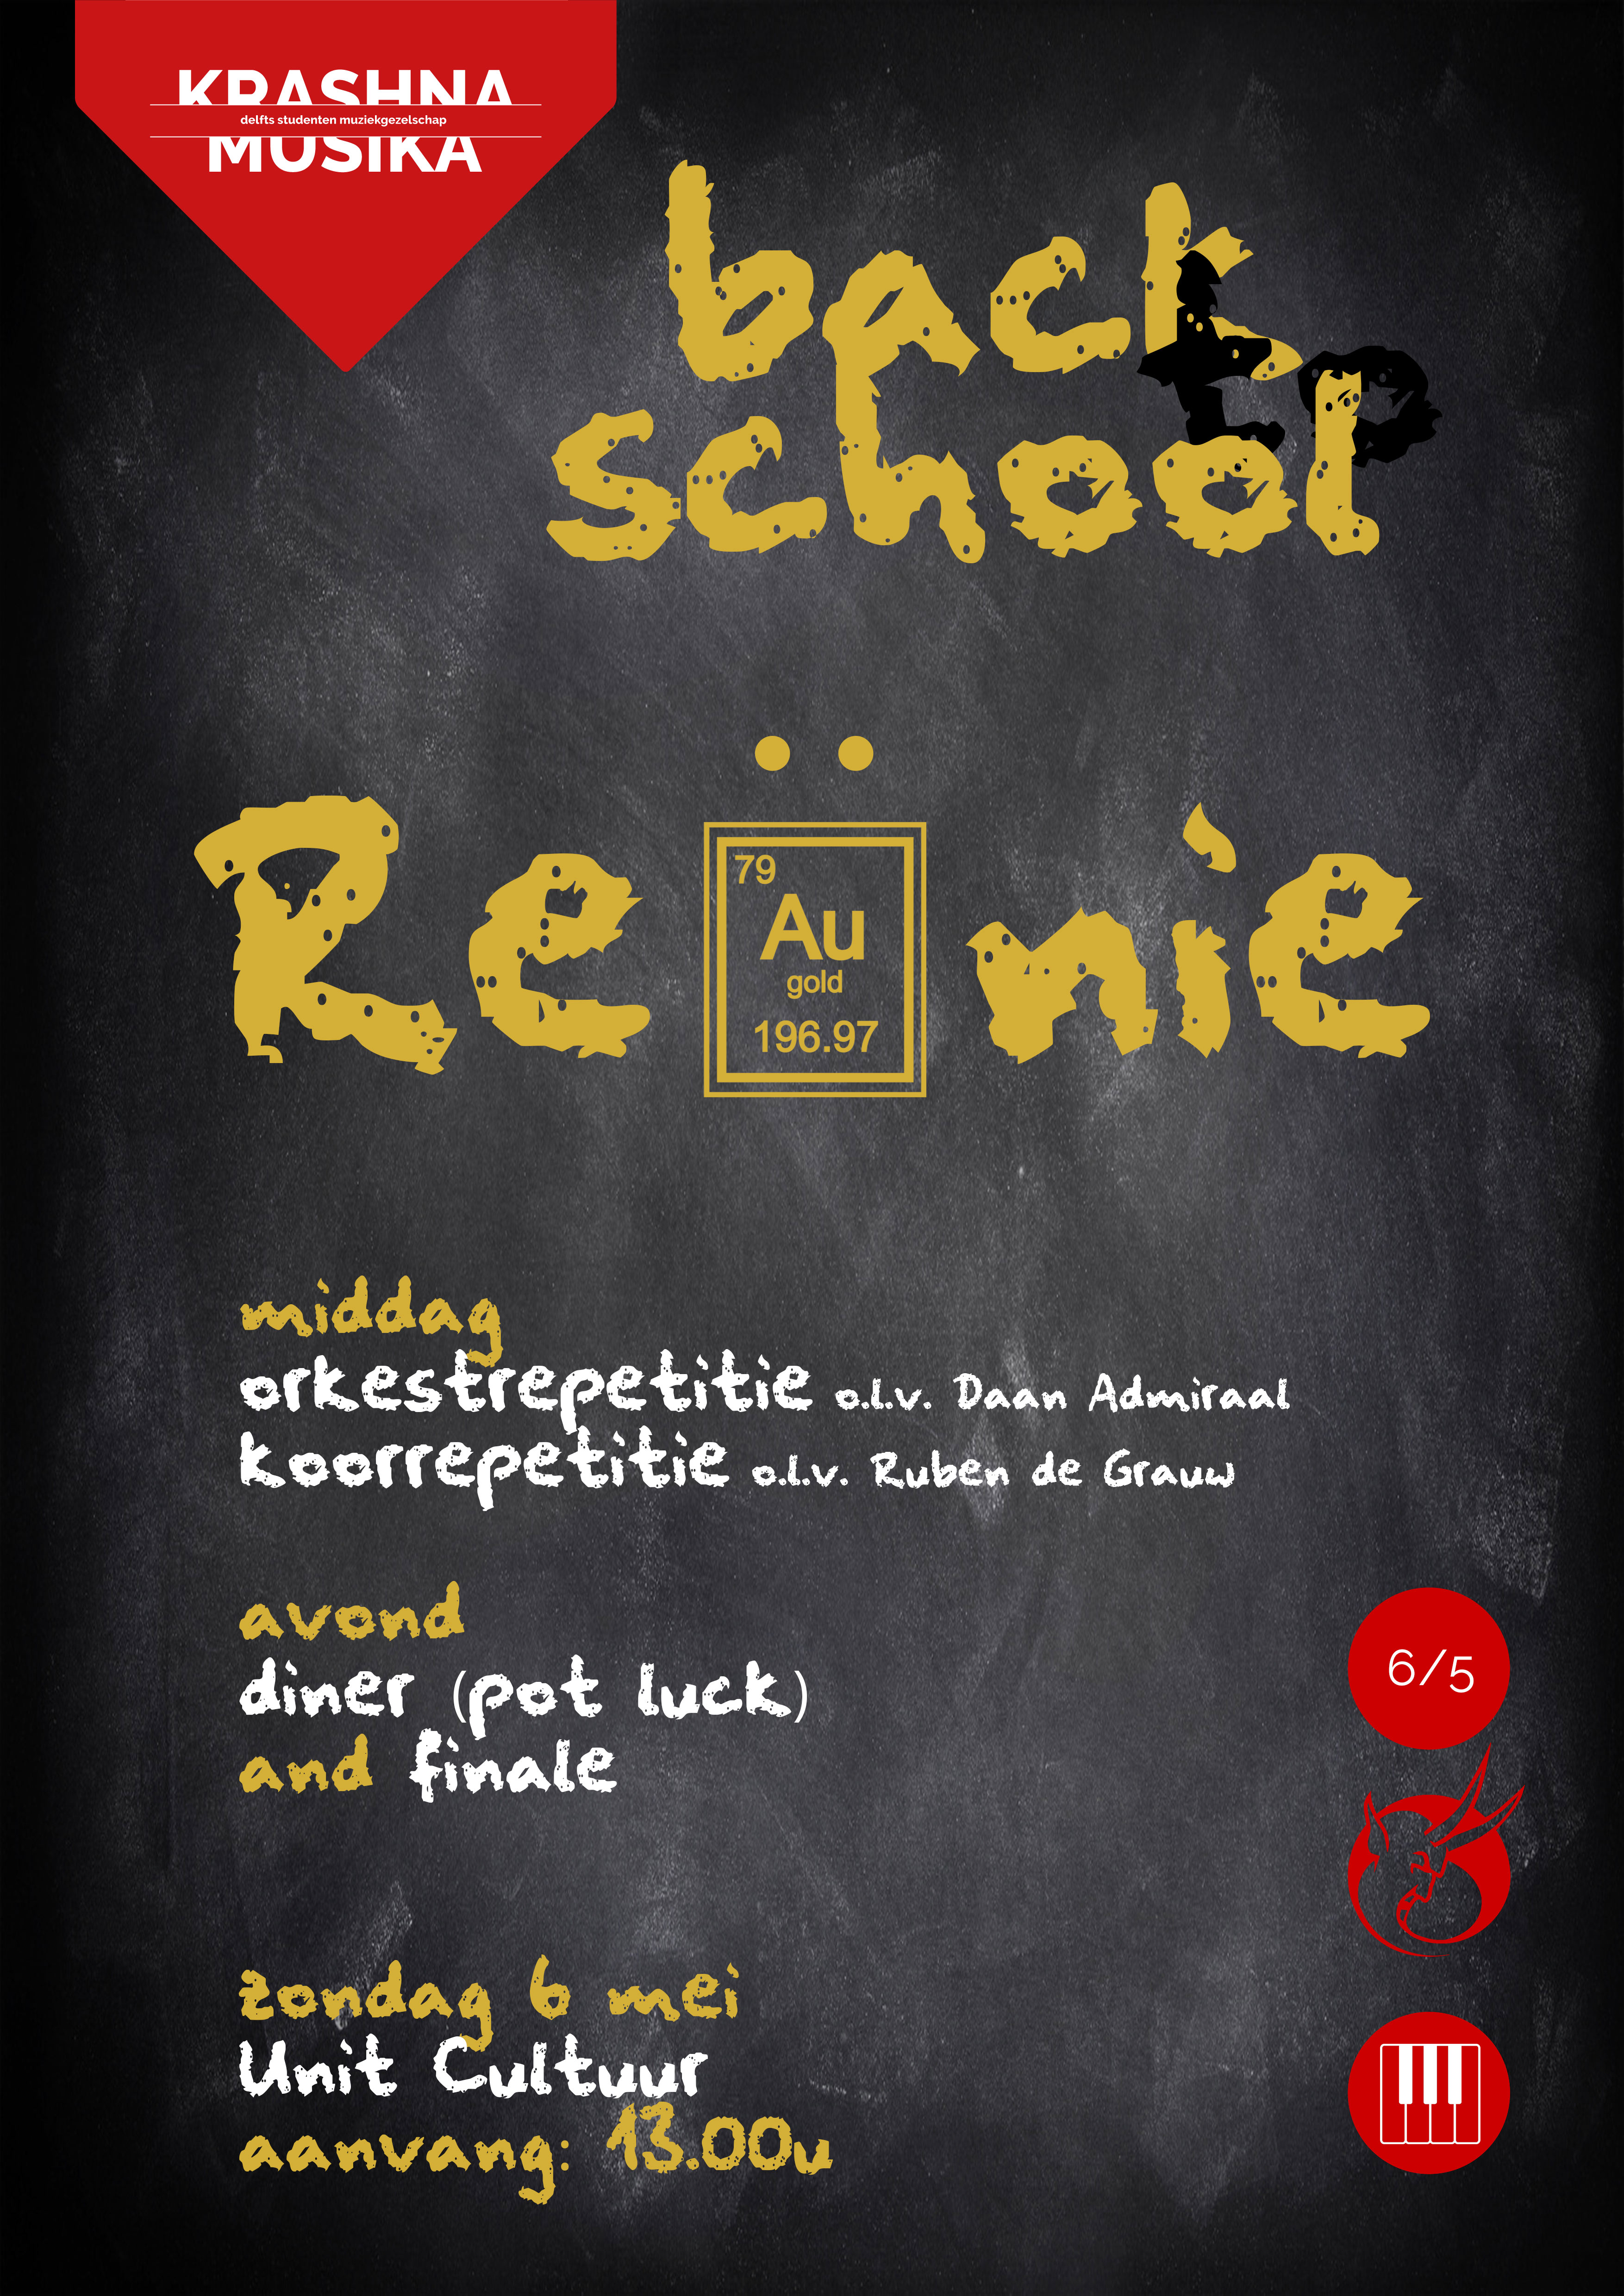 KRASHNA
delfts studenten muziekgezelschap
MUSIKA
back
to
school
Re
79
Au
gold
196.97
nie
middag
orkestrepetitie o.l.v. Daan Admiraal
koorrepetitie o.l.v. Ruben de Grauw
avond
diner (pot luck)
and finale
6/5
zondag 6 mei
Unit Cultuur
aanvang: 13.00u